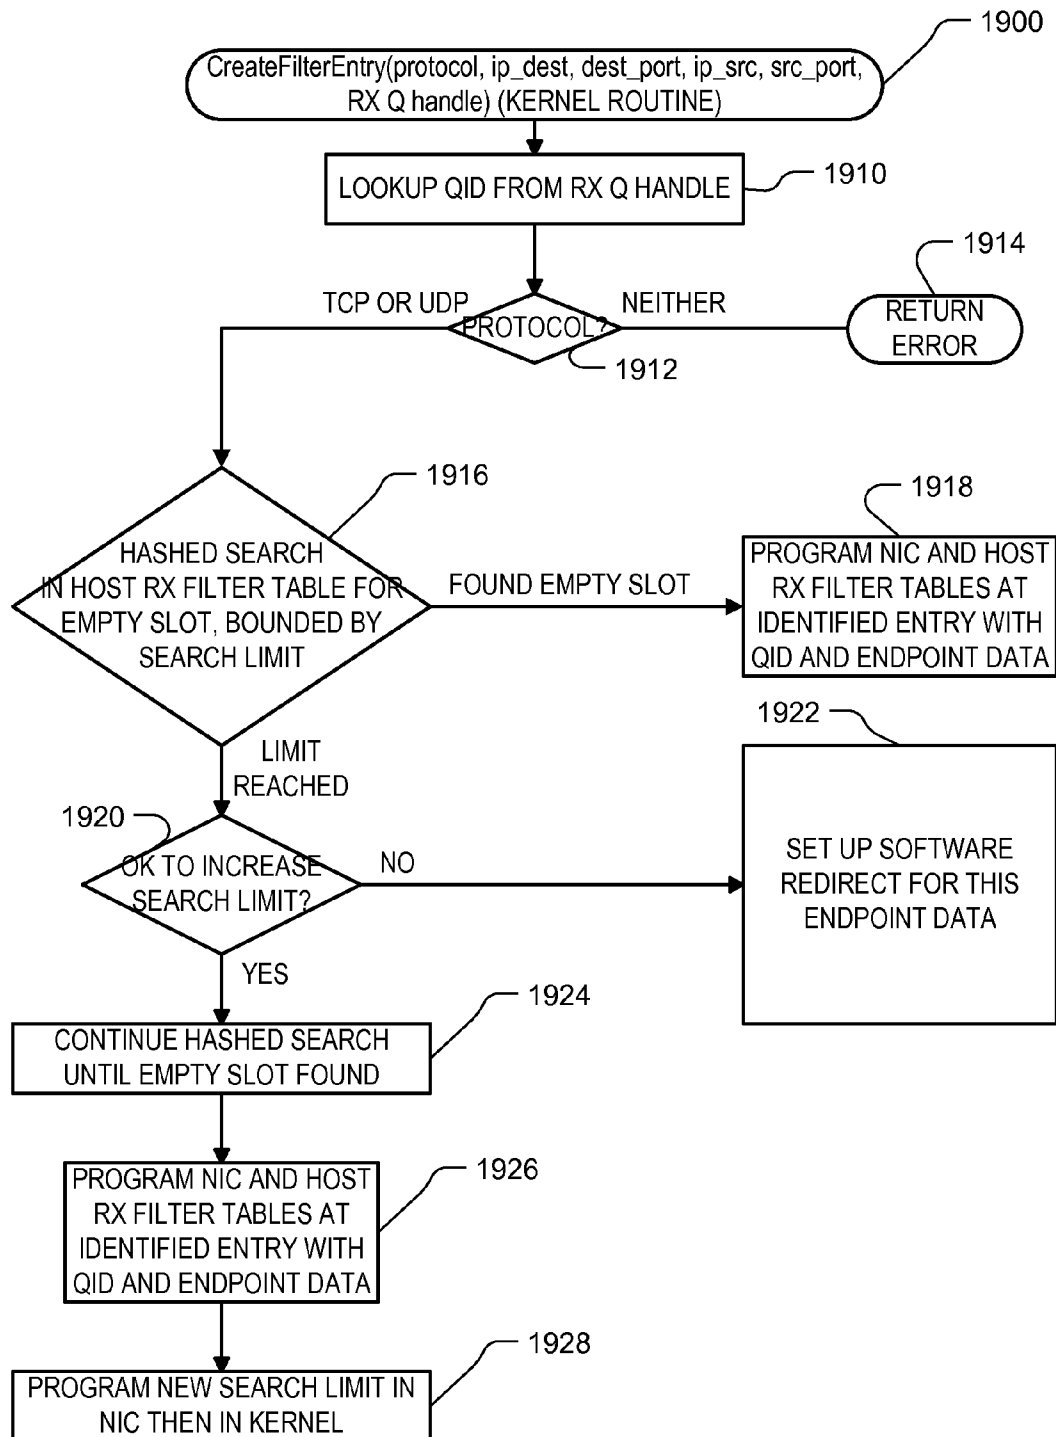 1900
CreateFilterEntry(protocol, ip_dest, dest_port, ip_src, src_port,
RX Q handle) (KERNEL ROUTINE)
LOOKUP QID FROM RX Q HANDLE
1910
1914
TCP OR UDP
PROTOCOL?
NEITHER
RETURN
ERROR
1912
1916
HASHED SEARCH
IN HOST RX FILTER TABLE FOR
EMPTY SLOT, BOUNDED BY
SEARCH LIMIT
FOUND EMPTY SLOT
1918
PROGRAM NIC AND HOST
RX FILTER TABLES AT
IDENTIFIED ENTRY WITH
QID AND ENDPOINT DATA
LIMIT
REACHED
1922
1920
OK TO INCREASE
SEARCH LIMIT?
NO
SET UP SOFTWARE
REDIRECT FOR THIS
ENDPOINT DATA
YES
1924
CONTINUE HASHED SEARCH
UNTIL EMPTY SLOT FOUND
1926
PROGRAM NIC AND HOST
RX FILTER TABLES AT
IDENTIFIED ENTRY WITH
QID AND ENDPOINT DATA
1928
PROGRAM NEW SEARCH LIMIT IN
NIC THEN IN KERNEL